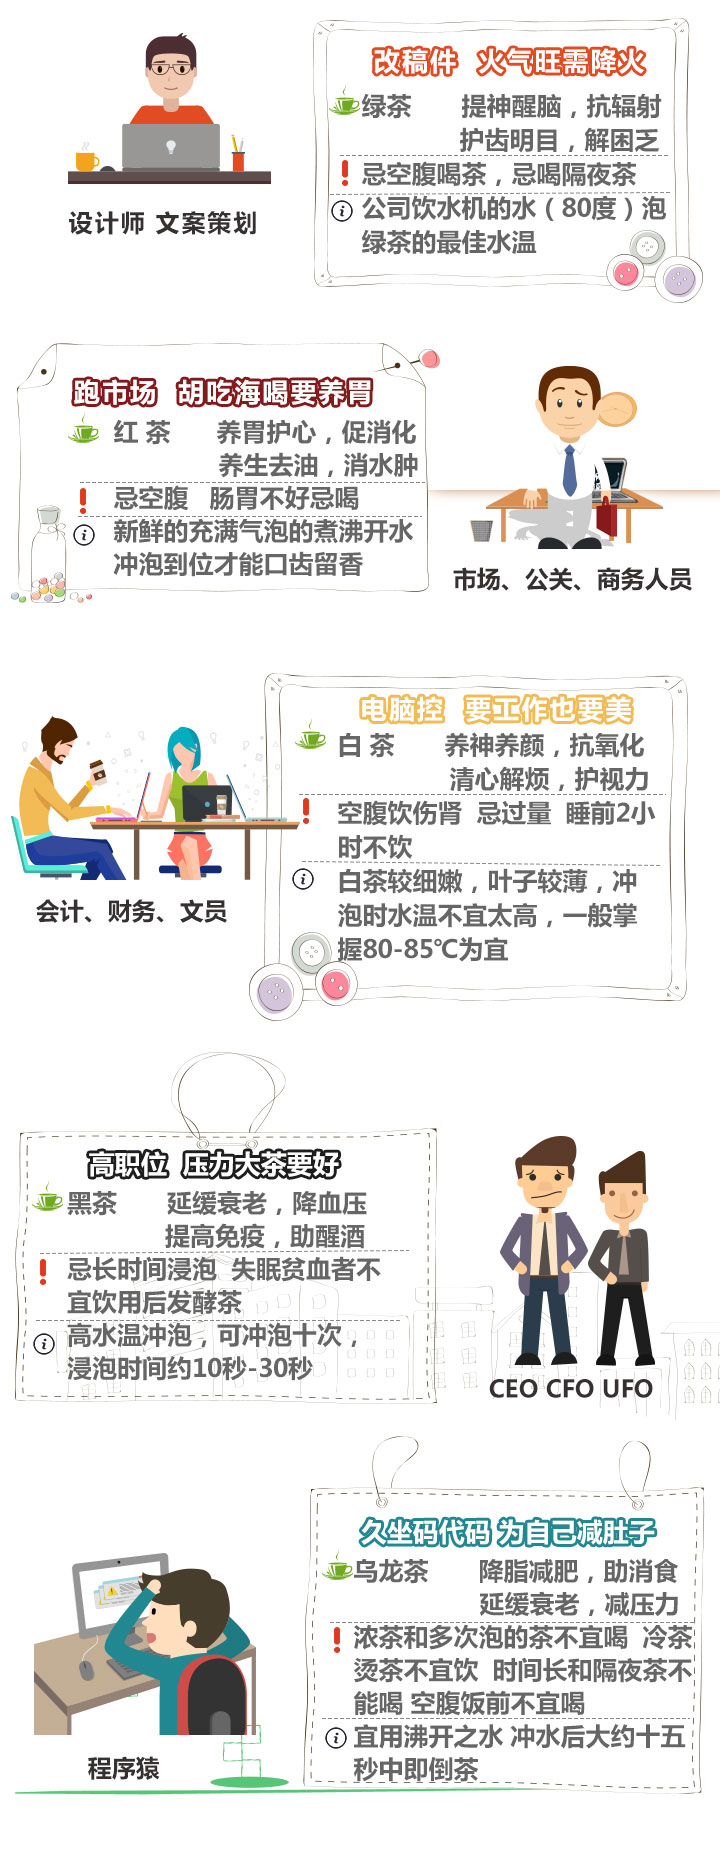 改稿件 火气旺需降火
绿茶 提神醒脑，抗辐射
护齿明目，解困乏
忌空腹喝茶，忌喝隔夜茶
公司饮水机的水（80度）泡
绿茶的最佳水温
设计师 文案策划
跑市场 胡吃海喝要养胃
红茶 养胃护心，促消化
养生去油，消水肿
忌空腹 肠胃不好忌喝
新鲜的充满气泡的煮沸开水
冲泡到位才能口齿留香
市场、公关、商务人员
电脑控 要工作也要美
白茶 养神养颜，抗氧化
清心解烦，护视力
空腹饮伤肾 忌过量 睡前2小
时不饮
白茶较细嫩，叶子较薄，冲
泡时水温不宜太高，一般掌
握80-85℃为宜
会计、财务、文员
高职位 压力大茶要好
黑茶 延缓衰老，降血压
提高免疫，助醒酒
忌长时间浸泡 失眠贫血者不
宜饮用后发酵茶
高水温冲泡，可冲泡十次，
浸泡时间约10秒-30秒
CEO CFO UFO
久坐码代码 为自己减肚子
乌龙茶 降脂减肥，助消食
延缓衰老，减压力
浓茶和多次泡的茶不宜喝 冷茶
烫茶不宜饮 时间长和隔夜茶不
能喝 空腹饭前不宜喝
宜用沸开之水 冲水后大约十五
秒中即倒茶
程序猿